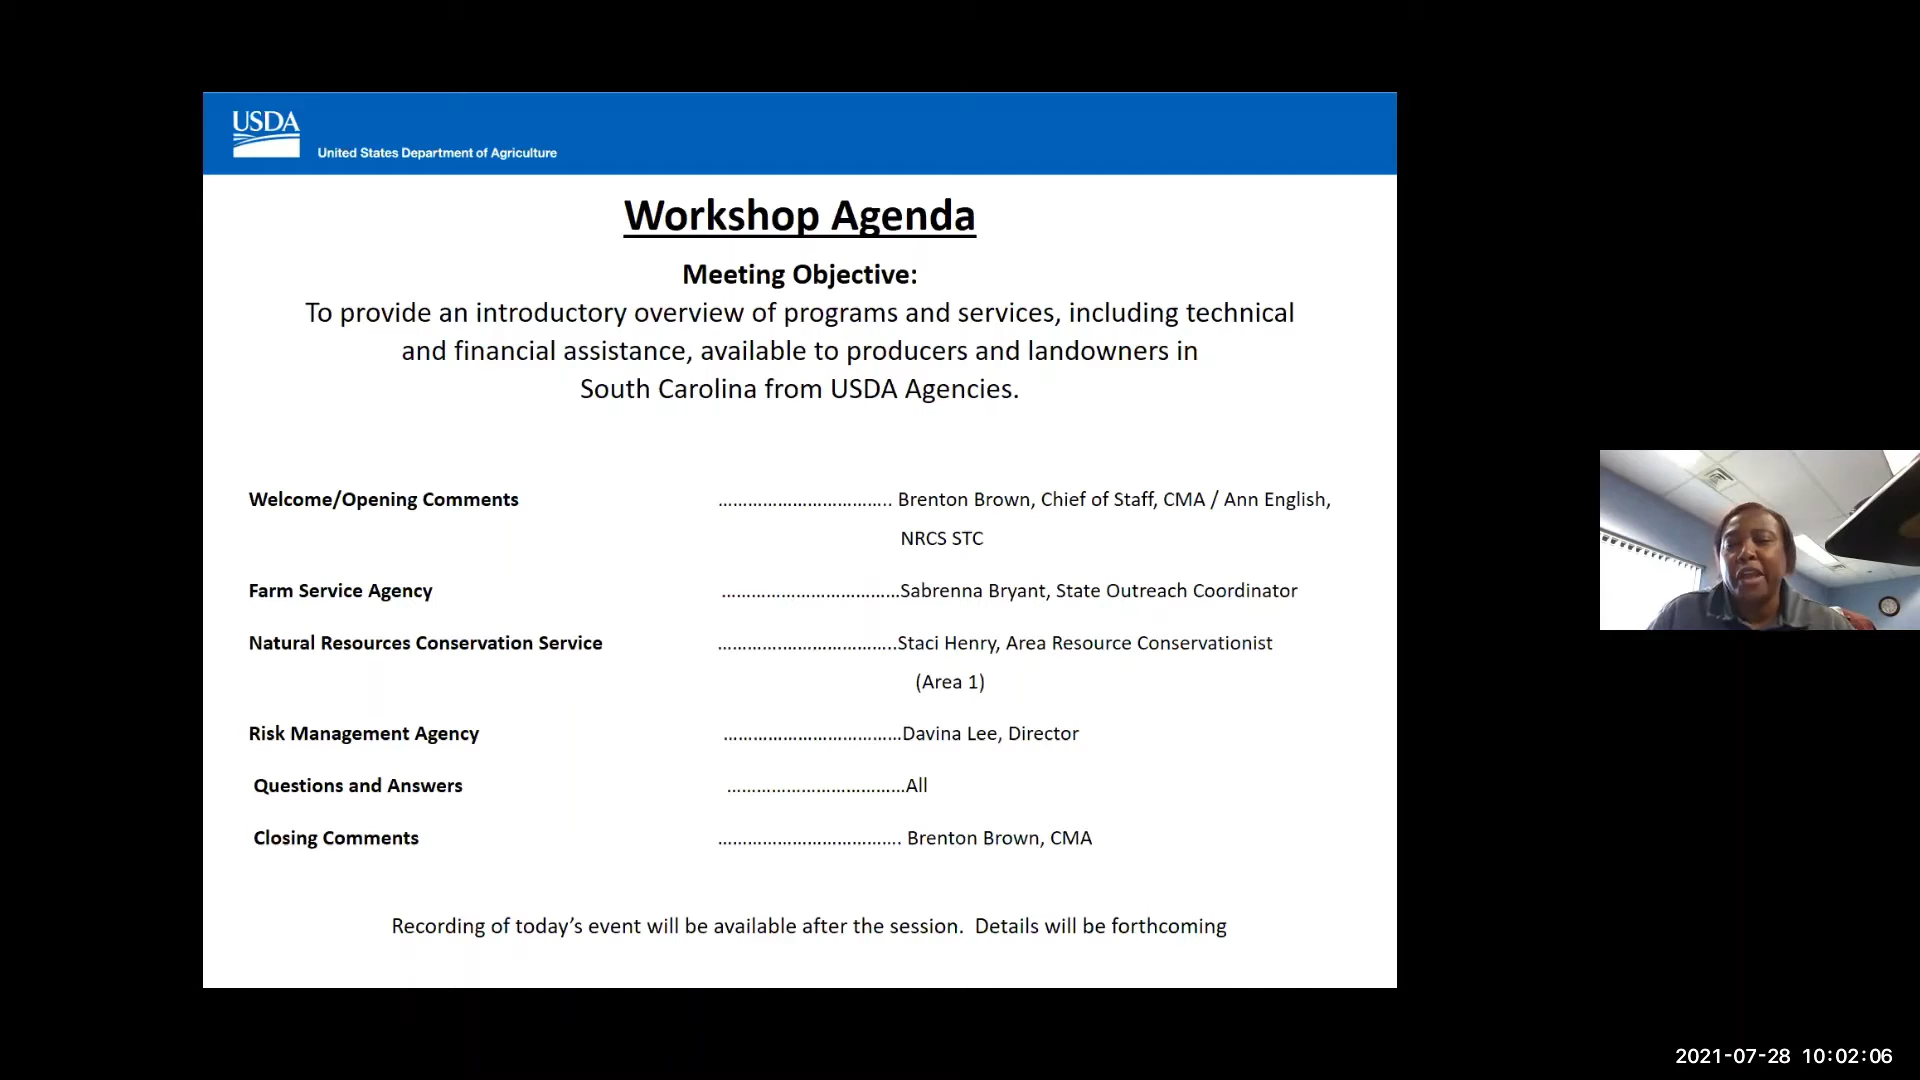 USDA
United States Department of Agriculture
Workshop Agenda
Meeting Objective:
To provide an introductory overview of programs and services, including technical
and financial assistance, available to producers and landowners in
South Carolina from USDA Agencies.
Welcome/Opening Comments ................................. Brenton Brown, Chief of Staff, CMA / Ann English,
NRCS STC
Farm Service Agency .................................Sabrenna Bryant, State Outreach Coordinator
Natural Resources Conservation Service .................................Staci Henry, Area Resource Conservationist
(Area 1)
Risk Management Agency .................................Davina Lee, Director
Questions and Answers .................................All
Closing Comments ................................. Brenton Brown, CMA
Recording of today’s event will be available after the session.  Details will be forthcoming
2021-07-28 10:02:06